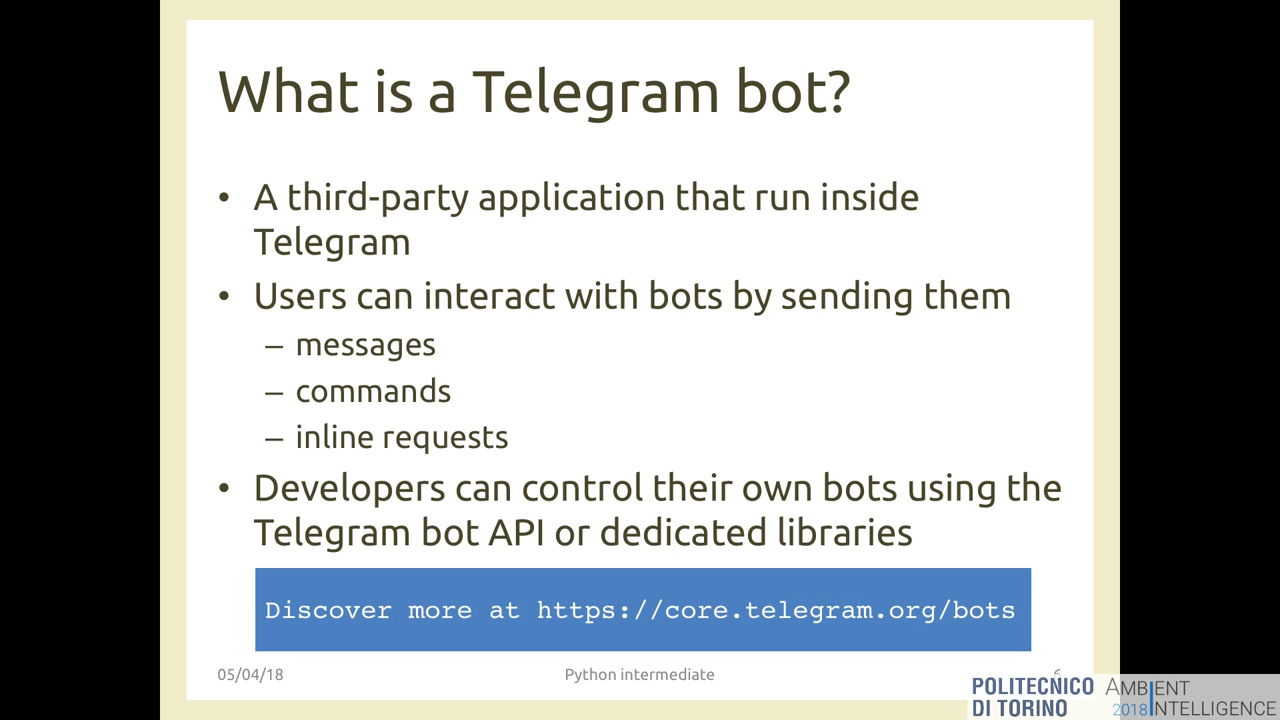 What is a Telegram bot?
• A third-party application that run inside
Telegram
• Users can interact with bots by sending them
– messages
– commands
– inline requests
• Developers can control their own bots using the
Telegram bot API or dedicated libraries
Discover more at https://core.telegram.org/bots
05/04/18 Python intermediate
POLITECNICO
DI TORINO
AMBIENT
2018 INTELLIGENCE